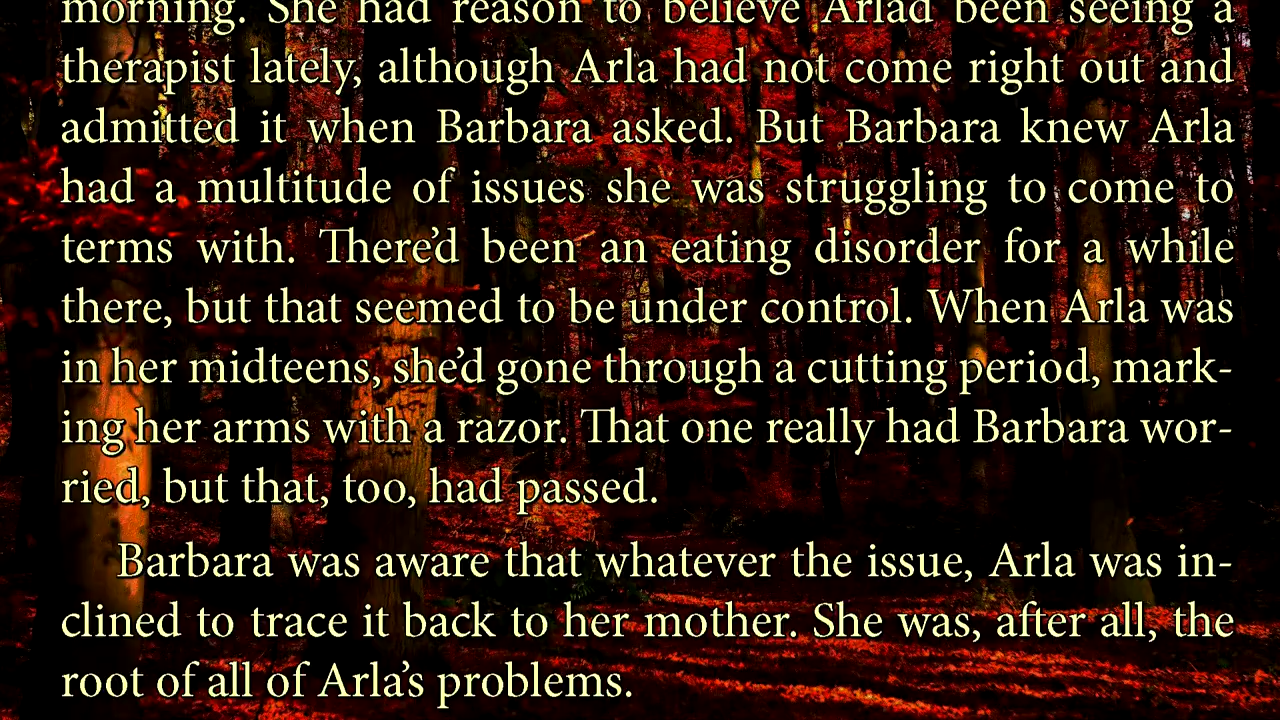 morning. She had reason to believe Arlad been seeing a
therapist lately, although Arla had not come right out and
admitted it when Barbara asked. But Barbara knew Arla
had a multitude of issues she was struggling to come to
terms with. There’d been an eating disorder for a while
there, but that seemed to be under control. When Arla was
in her midteens, she’d gone through a cutting period, mark-
ing her arms with a razor. That one really had Barbara wor-
ried, but that, too, had passed.
Barbara was aware that whatever the issue, Arla was in-
clined to trace it back to her mother. She was, after all, the
root of all of Arla’s problems.